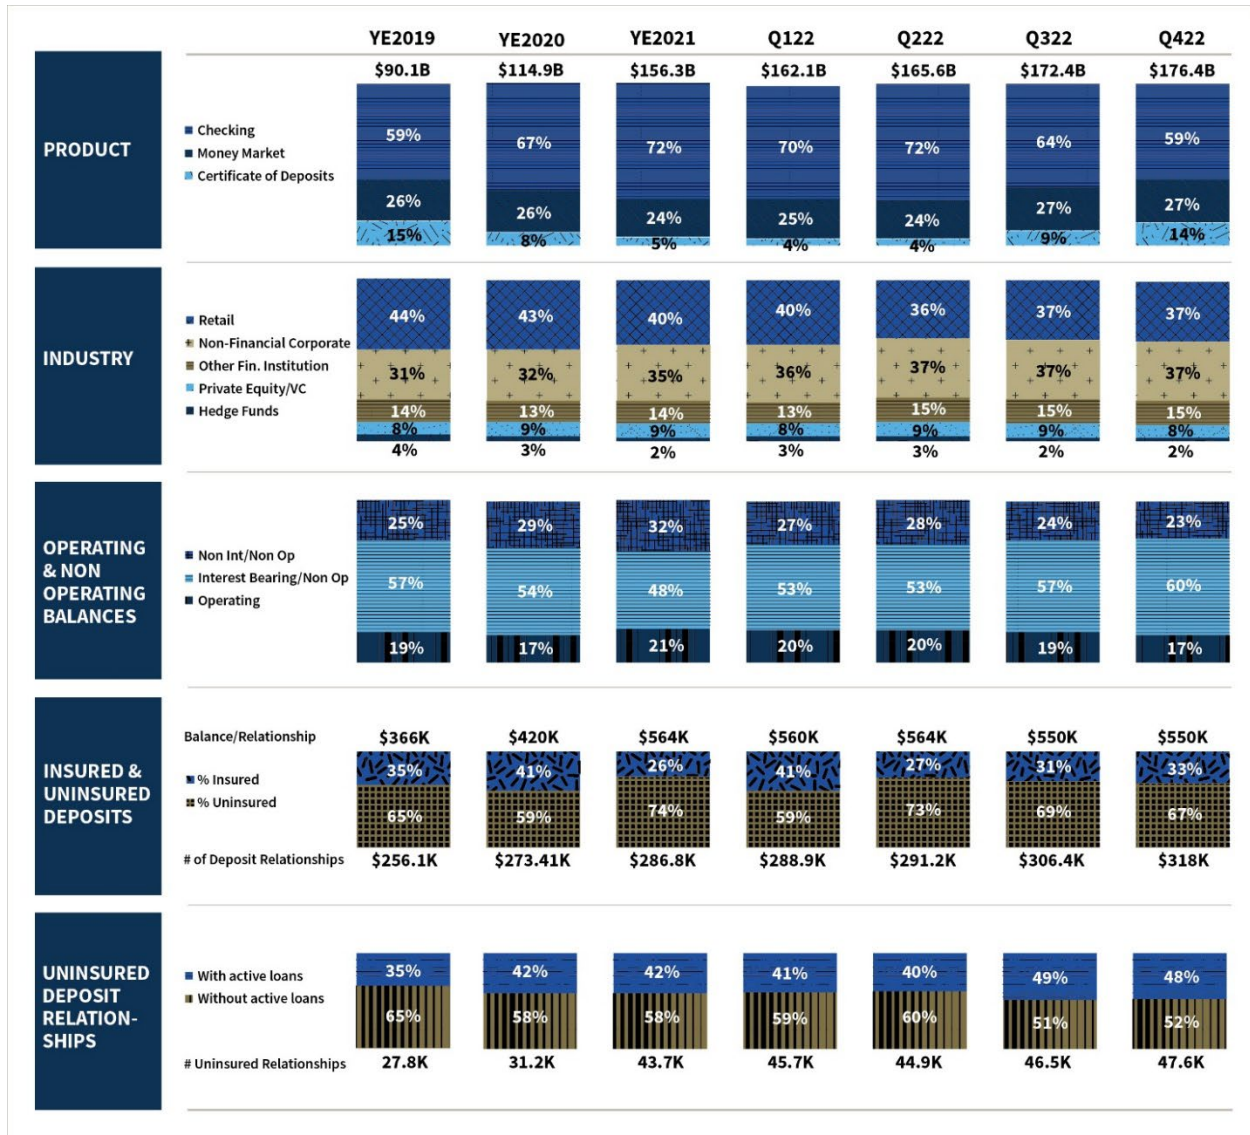 YE2019 YE2020 YE2021 Q122 Q222 Q322 Q422
$90.1B $114.9B $156.3B $162.1B $165.6B $172.4B $176.4B
PRODUCT
Checking
Money Market
Certificate of Deposits
59% 67% 72% 70% 72% 64% 59%
26% 26% 24% 25% 24% 27% 27%
15% 8% 5% 4% 4% 9% 14%
INDUSTRY
Retail
Non-Financial Corporate
Other Fin. Institution
Private Equity/VC
Hedge Funds
44% 43% 40% 40% 36% 37% 37%
31% 32% 35% 36% 37% 37% 37%
14% 13% 14% 13% 15% 15% 15%
8% 9% 9% 8% 9% 9% 8%
4% 3% 2% 3% 3% 2% 2%
OPERATING
& NON
OPERATING
BALANCES
Non Int/Non Op
Interest Bearing/Non Op
Operating
25% 29% 32% 27% 28% 24% 23%
57% 54% 48% 53% 53% 57% 60%
19% 17% 21% 20% 20% 19% 17%
INSURED &
UNINSURED
DEPOSITS
Balance/Relationship $366K $420K $564K $560K $564K $550K $550K
% Insured
% Uninsured
35% 41% 26% 41% 27% 31% 33%
65% 59% 74% 59% 73% 69% 67%
# of Deposit Relationships $256.1K $273.41K $286.8K $288.9K $291.2K $306.4K $318K
UNINSURED
DEPOSIT
RELATION-
SHIPS
With active loans
Without active loans
35% 42% 42% 41% 40% 49% 48%
65% 58% 58% 59% 60% 51% 52%
# Uninsured Relationships 27.8K 31.2K 43.7K 45.7K 44.9K 46.5K 47.6K